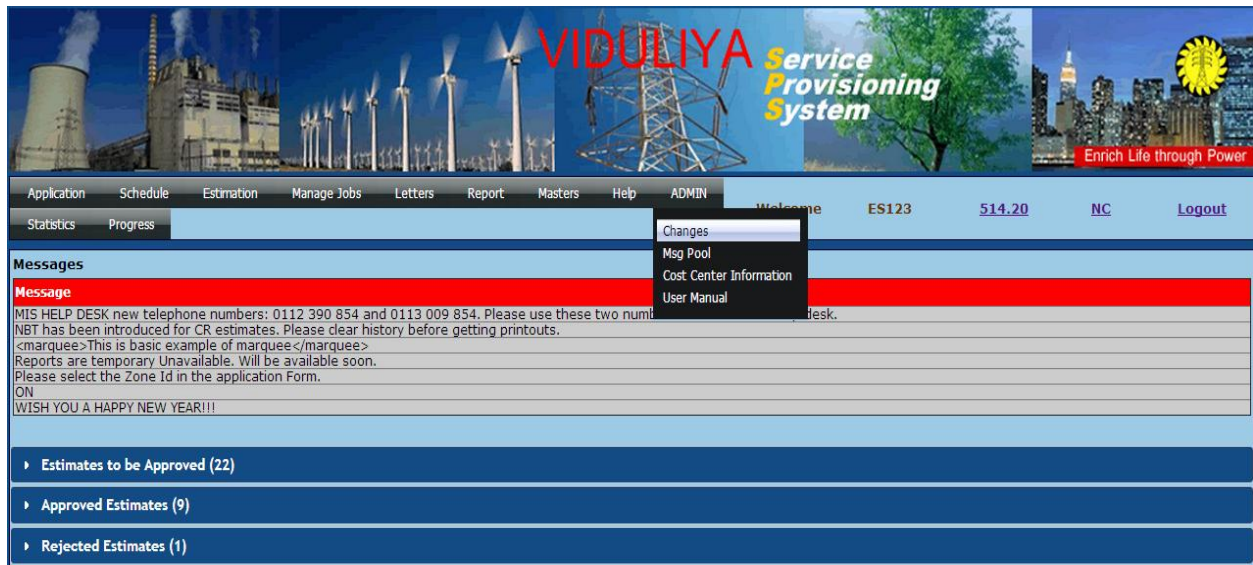 VIDULIYA
Service
Provisioning
System
Enrich Life through Power
Application Schedule Estimation Manage Jobs Letters Report Masters Help ADMIN
Welcome ES123 514.20 NC Logout
Statistics Progress
Changes
Msg Pool
Cost Center Information
User Manual
Messages
Message
MIS HELP DESK new telephone numbers: 0112 390 854 and 0113 009 854. Please use these two desk.
NBT has been introduced for CR estimates. Please clear history before getting printouts.
<marquee>This is basic example of marquee</marquee>
Reports are temporary Unavailable. Will be available soon.
Please select the Zone Id in the application Form.
ON
WISH YOU A HAPPY NEW YEAR!!!
Estimates to be Approved (22)
Approved Estimates (9)
Rejected Estimates (1)